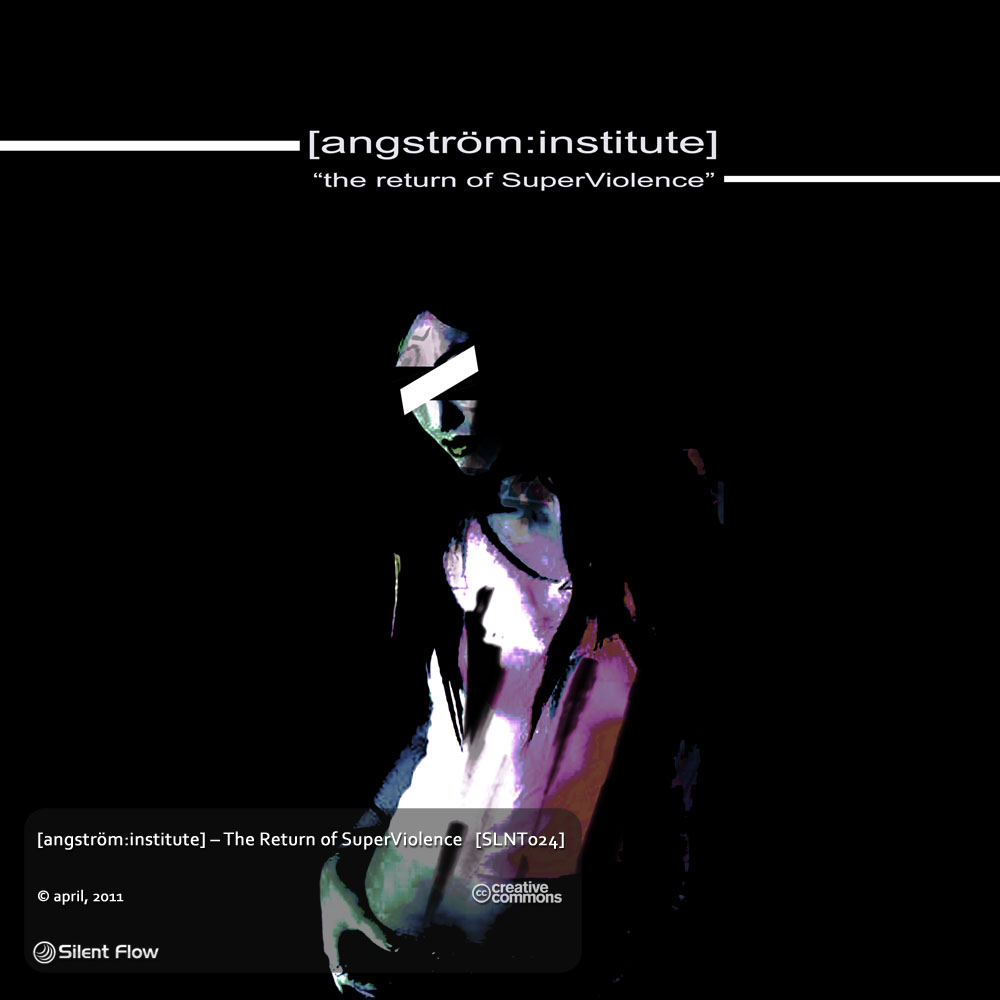 [angström:institute]
“the return of SuperViolence”
[angström:institute] – The Return of SuperViolence [SLNT024]
© april, 2011
cc creative commons
Silent Flow